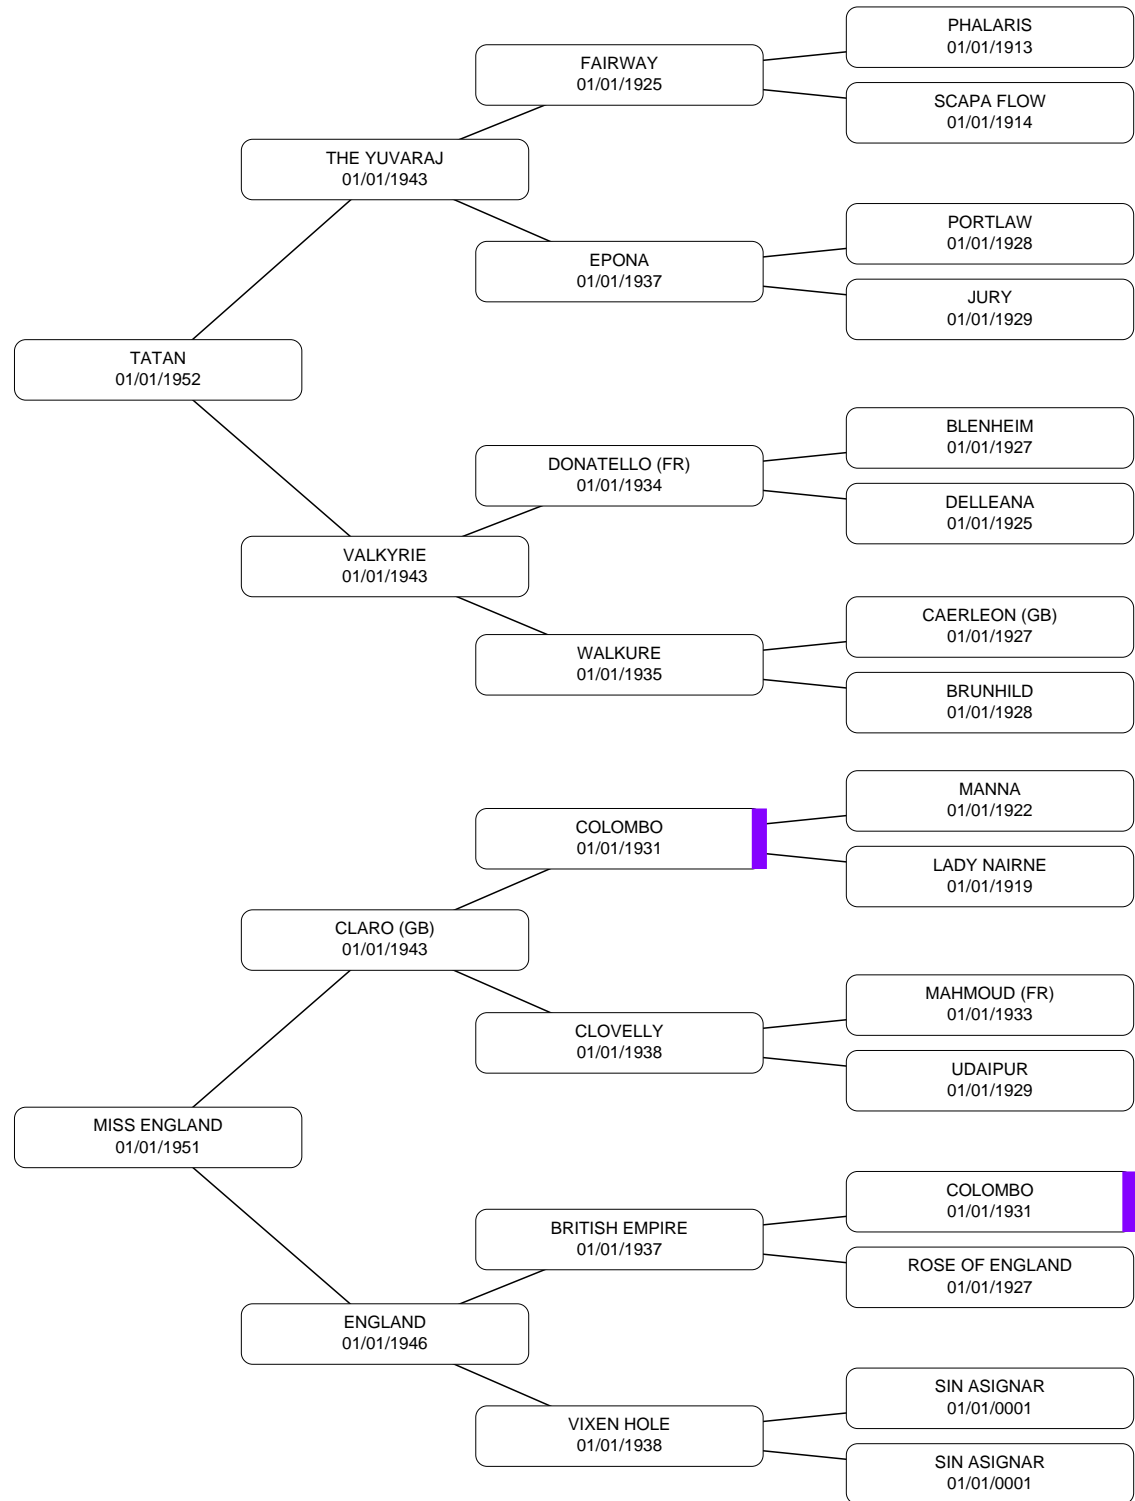 PHALARIS
01/01/1913
FAIRWAY
01/01/1925
SCAPA FLOW
01/01/1914
THE YUVARAJ
01/01/1943
PORTLAW
01/01/1928
EPONA
01/01/1937
JURY
01/01/1929
TATAN
01/01/1952
BLENHEIM
01/01/1927
DONATELLO (FR)
01/01/1934
DELLEANA
01/01/1925
VALKYRIE
01/01/1943
CAERLEON (GB)
01/01/1927
WALKURE
01/01/1935
BRUNHILD
01/01/1928
MANNA
01/01/1922
COLOMBO
01/01/1931
LADY NAIRNE
01/01/1919
CLARO (GB)
01/01/1943
MAHMOUD (FR)
01/01/1933
CLOVELLY
01/01/1938
UDAIPUR
01/01/1929
MISS ENGLAND
01/01/1951
COLOMBO
01/01/1931
BRITISH EMPIRE
01/01/1937
ROSE OF ENGLAND
01/01/1927
ENGLAND
01/01/1946
SIN ASIGNAR
01/01/0001
VIXEN HOLE
01/01/1938
SIN ASIGNAR
01/01/0001